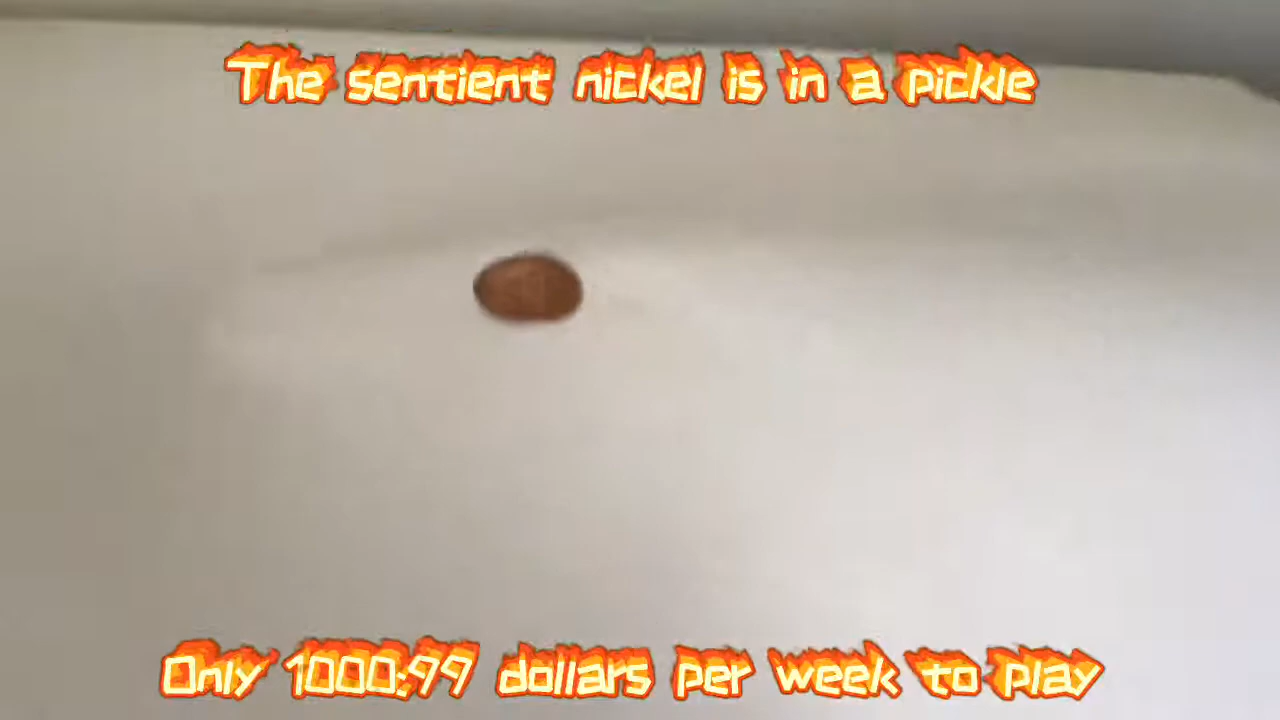 The sentient nickel is in a pickle
Only 1000.99 dollars per week to play